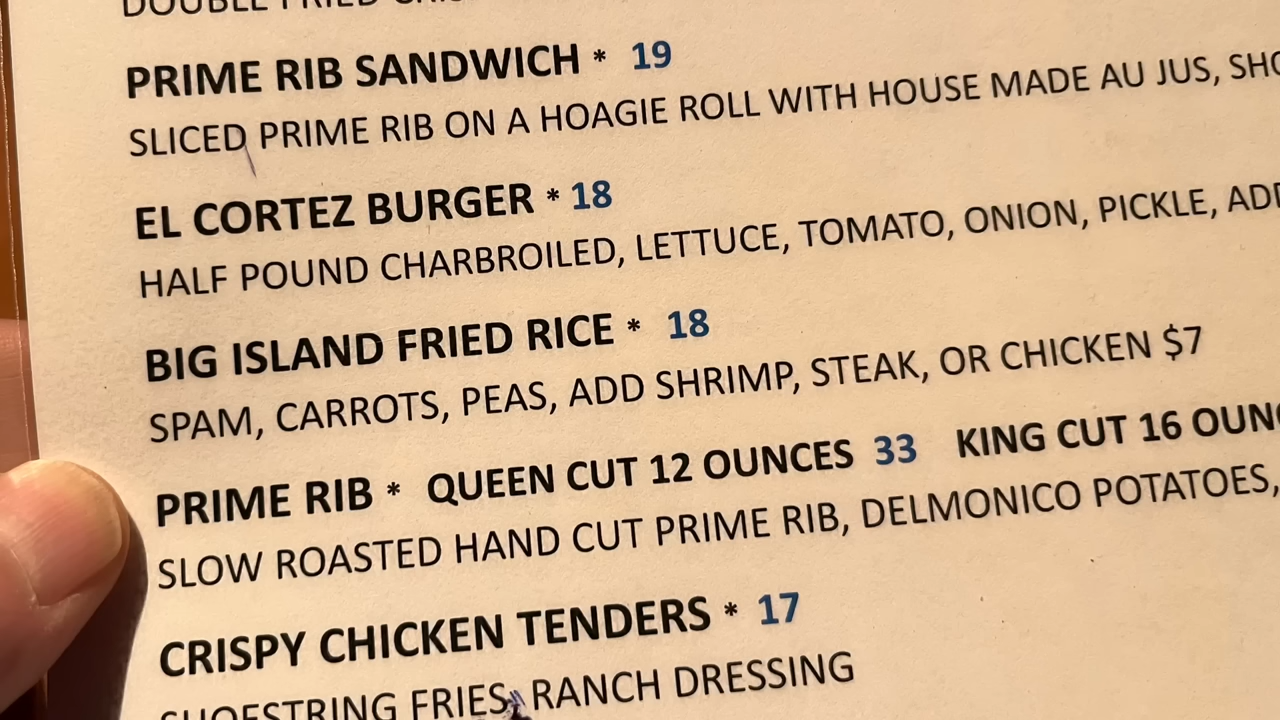 DOUBLE FRIED
PRIME RIB SANDWICH * 19
SLICED PRIME RIB ON A HOAGIE ROLL WITH HOUSE MADE AU JUS,
EL CORTEZ BURGER * 18
HALF POUND CHARBROILED, LETTUCE, TOMATO, ONION, PICKLE,
BIG ISLAND FRIED RICE * 18
SPAM, CARROTS, PEAS, ADD SHRIMP, STEAK, OR CHICKEN $7
PRIME RIB * QUEEN CUT 12 OUNCES 33 KING CUT 16
SLOW ROASTED HAND CUT PRIME RIB, DELMONICO POTATOES,
CRISPY CHICKEN TENDERS * 17
SHOESTRING FRIES, RANCH DRESSING